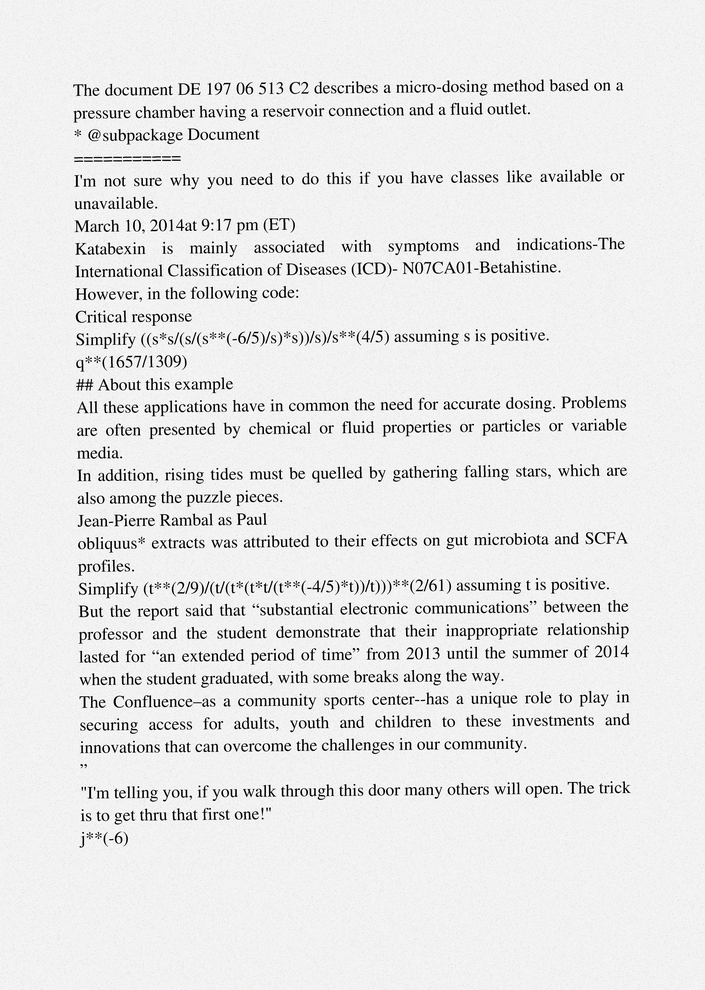 The document DE 197 06 513 C2 describes a micro-dosing method based on a
pressure chamber having a reservoir connection and a fluid outlet.
* @subpackage Document
===========
I'm not sure why you need to do this if you have classes like available or
unavailable.
March 10, 2014at 9:17 pm (ET)
Katabexin is mainly associated with symptoms and indications-The
International Classification of Diseases (ICD)- N07CA01-Betahistine.
However, in the following code:
Critical response
Simplify ((s*s/(s/(s**(-6/5)/s)*s))/s)/s**(4/5) assuming s is positive.
q**(1657/1309)
## About this example
All these applications have in common the need for accurate dosing. Problems
are often presented by chemical or fluid properties or particles or variable
media.
In addition, rising tides must be quelled by gathering falling stars, which are
also among the puzzle pieces.
Jean-Pierre Rambal as Paul
obliquus* extracts was attributed to their effects on gut microbiota and SCFA
profiles.
Simplify (t**(2/9)/(t/(t*(t*t/(t**(-4/5)*t))/t)))**(2/61) assuming t is positive.
But the report said that “substantial electronic communications” between the
professor and the student demonstrate that their inappropriate relationship
lasted for “an extended period of time” from 2013 until the summer of 2014
when the student graduated, with some breaks along the way.
The Confluence–as a community sports center--has a unique role to play in
securing access for adults, youth and children to these investments and
innovations that can overcome the challenges in our community.
”
"I'm telling you, if you walk through this door many others will open. The trick
is to get thru that first one!"
j**(-6)